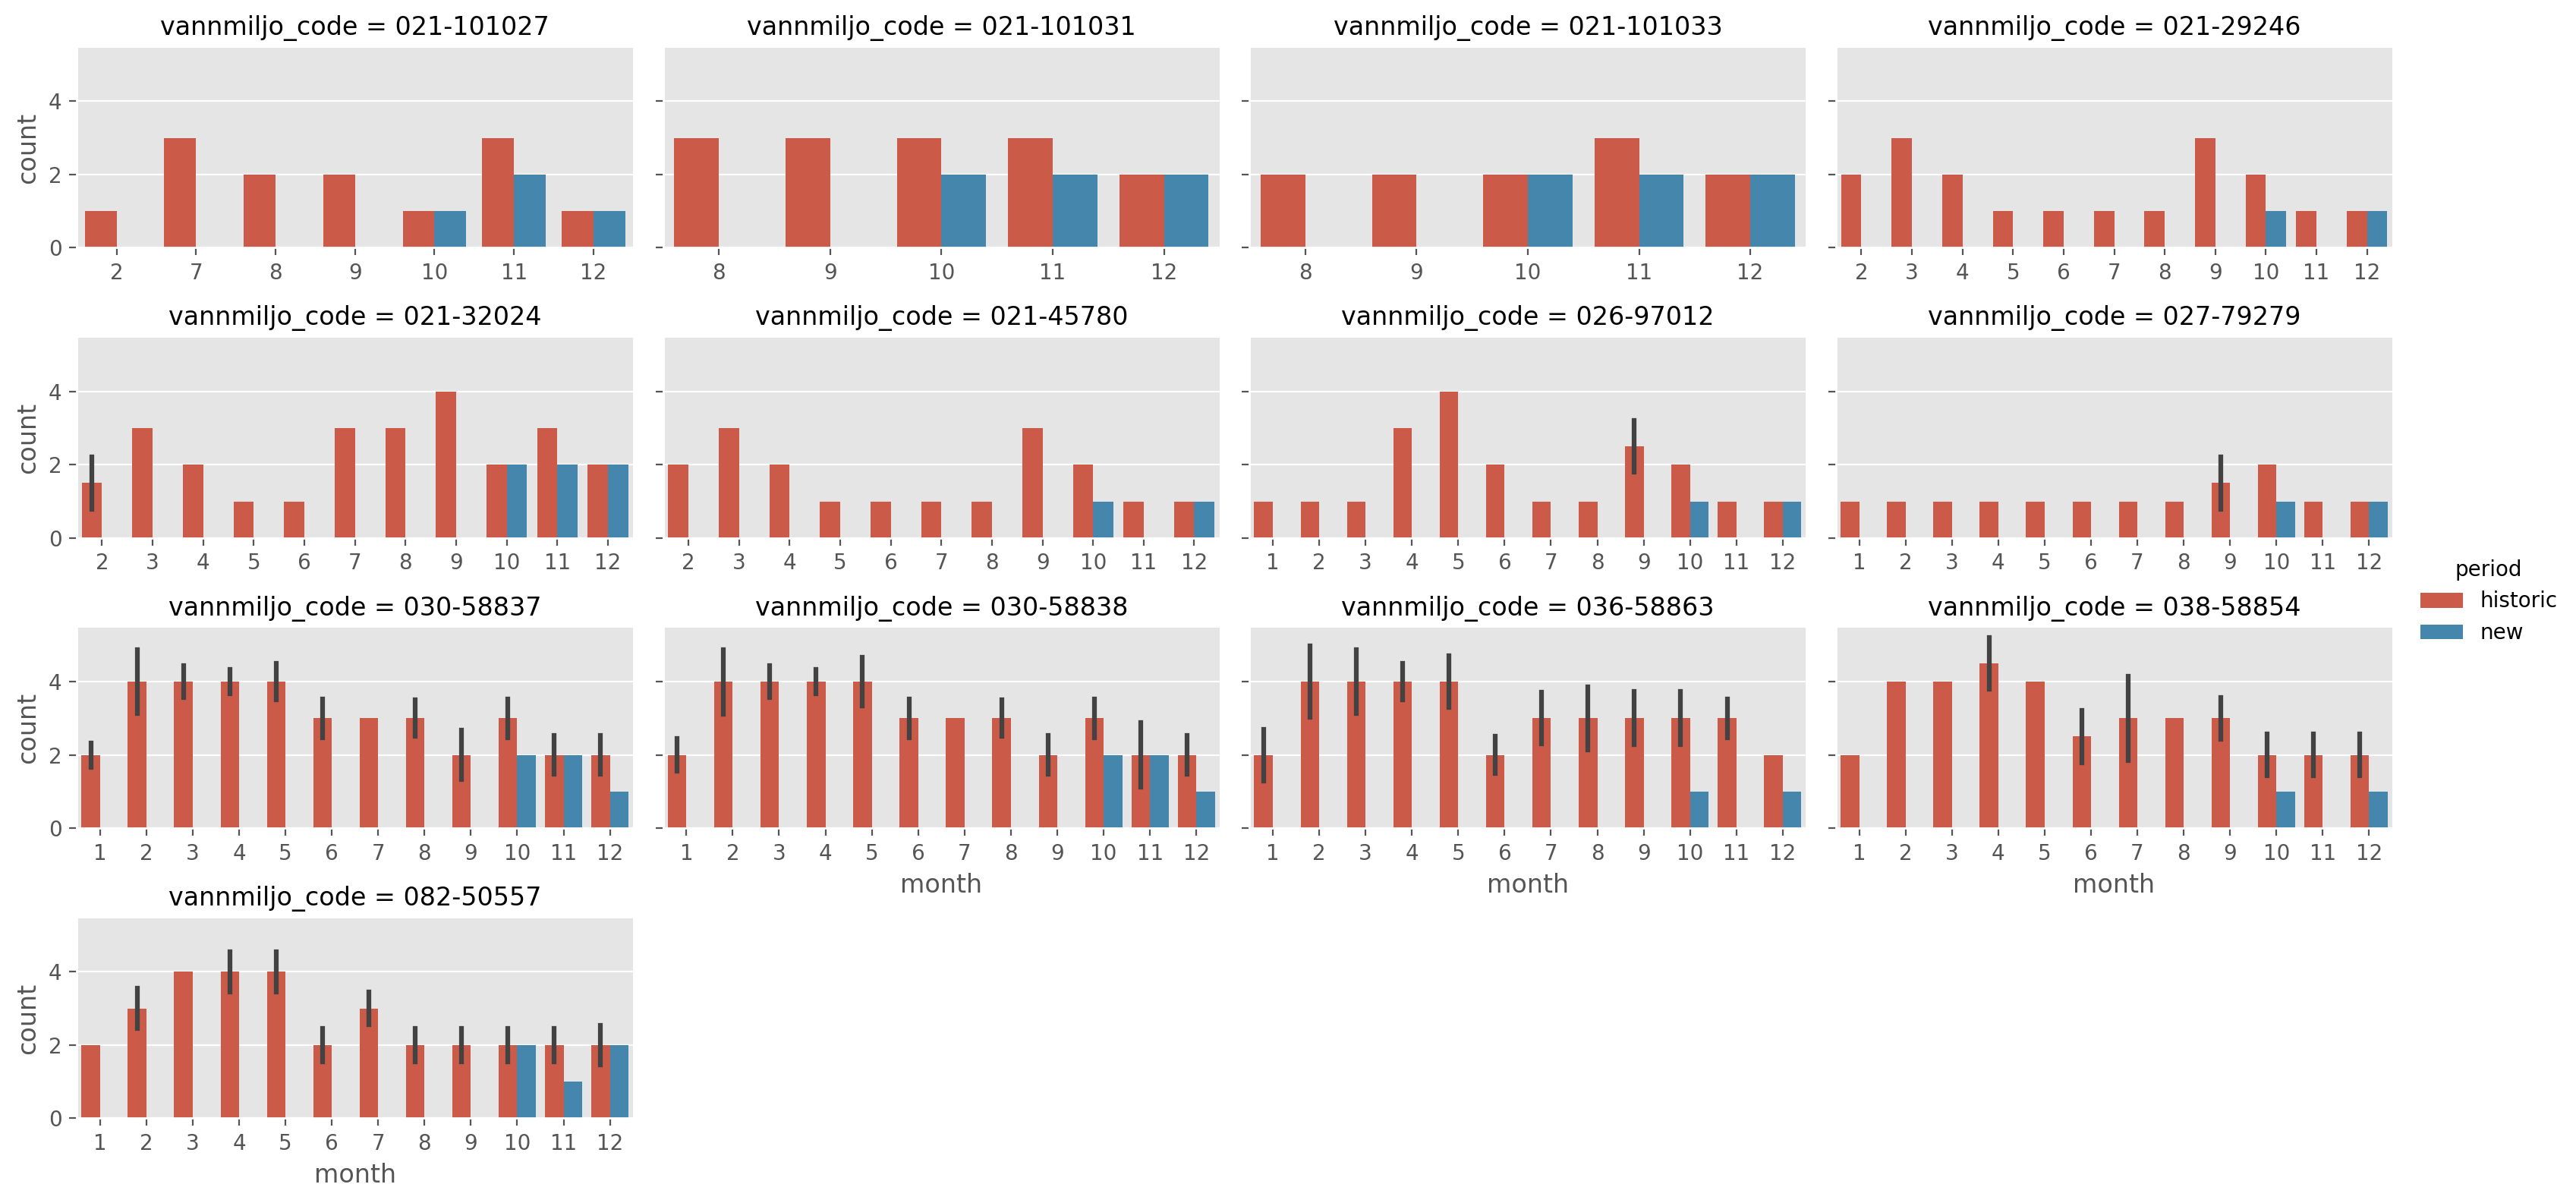 vannmiljo_code = 021-101027
vannmiljo_code = 021-101031
vannmiljo_code = 021-101033
vannmiljo_code = 021-29246
count
4
2
0
2 7 8 9 10 11 12
8 9 10 11 12
8 9 10 11 12
2 3 4 5 6 7 8 9 10 11 12
vannmiljo_code = 021-32024
vannmiljo_code = 021-45780
vannmiljo_code = 026-97012
vannmiljo_code = 027-79279
count
4
2
0
2 3 4 5 6 7 8 9 10 11 12
2 3 4 5 6 7 8 9 10 11 12
1 2 3 4 5 6 7 8 9 10 11 12
1 2 3 4 5 6 7 8 9 10 11 12
period
historic
new
vannmiljo_code = 030-58837
vannmiljo_code = 030-58838
vannmiljo_code = 036-58863
vannmiljo_code = 038-58854
count
4
2
0
1 2 3 4 5 6 7 8 9 10 11 12
1 2 3 4 5 6 7 8 9 10 11 12
1 2 3 4 5 6 7 8 9 10 11 12
1 2 3 4 5 6 7 8 9 10 11 12
month
month
month
vannmiljo_code = 082-50557
count
4
2
0
1 2 3 4 5 6 7 8 9 10 11 12
month